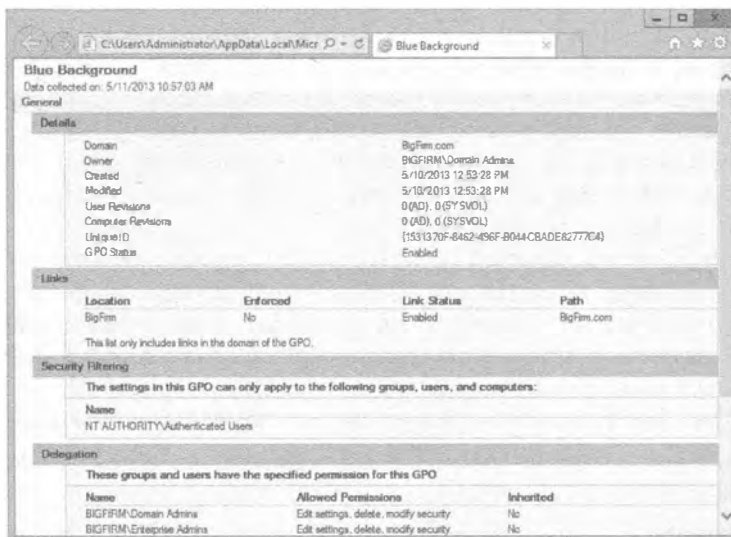 C:\Users\Administrator\AppData\Local\Micr
Blue Background
Blue Background
Data collected on: 5/11/2013 10:57:03 AM
General
Details
Domain BigFirm.com
Owner BIGFIRM\Domain Admins
Created 5/10/2013 12:53:28 PM
Modified 5/10/2013 12:53:28 PM
User Revisions 0 (AD), 0 (SYSVOL)
Computer Revisions 0 (AD), 0 (SYSVOL)
Unique ID
GPO Status Enabled
Links
Location Enforced Link Status Path
BigFirm No Enabled BigFirm.com
This list only includes links in the domain of the GPO.
Security Filtering
The settings in this GPO can only apply to the following groups, users, and computers:
Name
NT AUTHORITY\Authenticated Users
Delegation
These groups and users have the specified permission for this GPO
Name Allowed Permissions Inherited
BIGFIRM\Domain Admins Edit settings, delete, modify security No
BIGFIRM\Enterprise Admins Edit settings, delete, modify security No